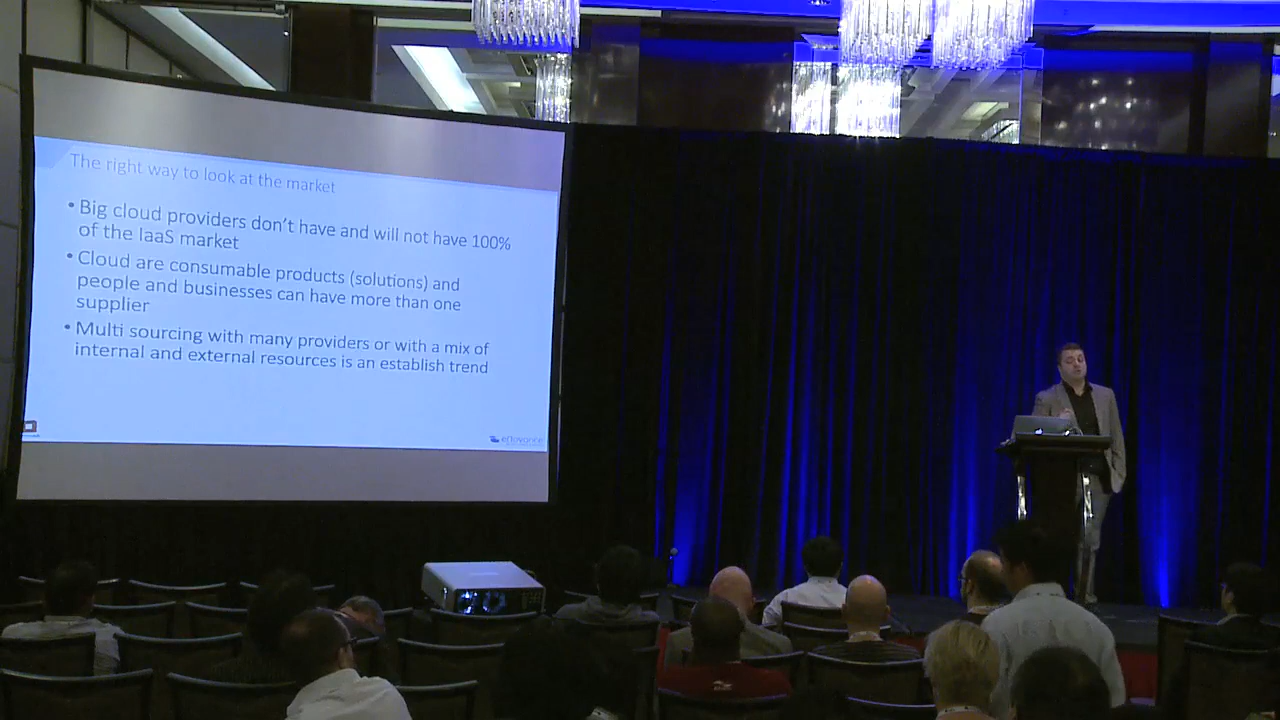 The right way to look at the market
• Big cloud providers don't have and will not have 100%
of the IaaS market
• Cloud are consumable products (solutions) and
people and businesses can have more than one
supplier
• Multi sourcing with many providers or with a mix of
internal and external resources is an establish trend
eNovance